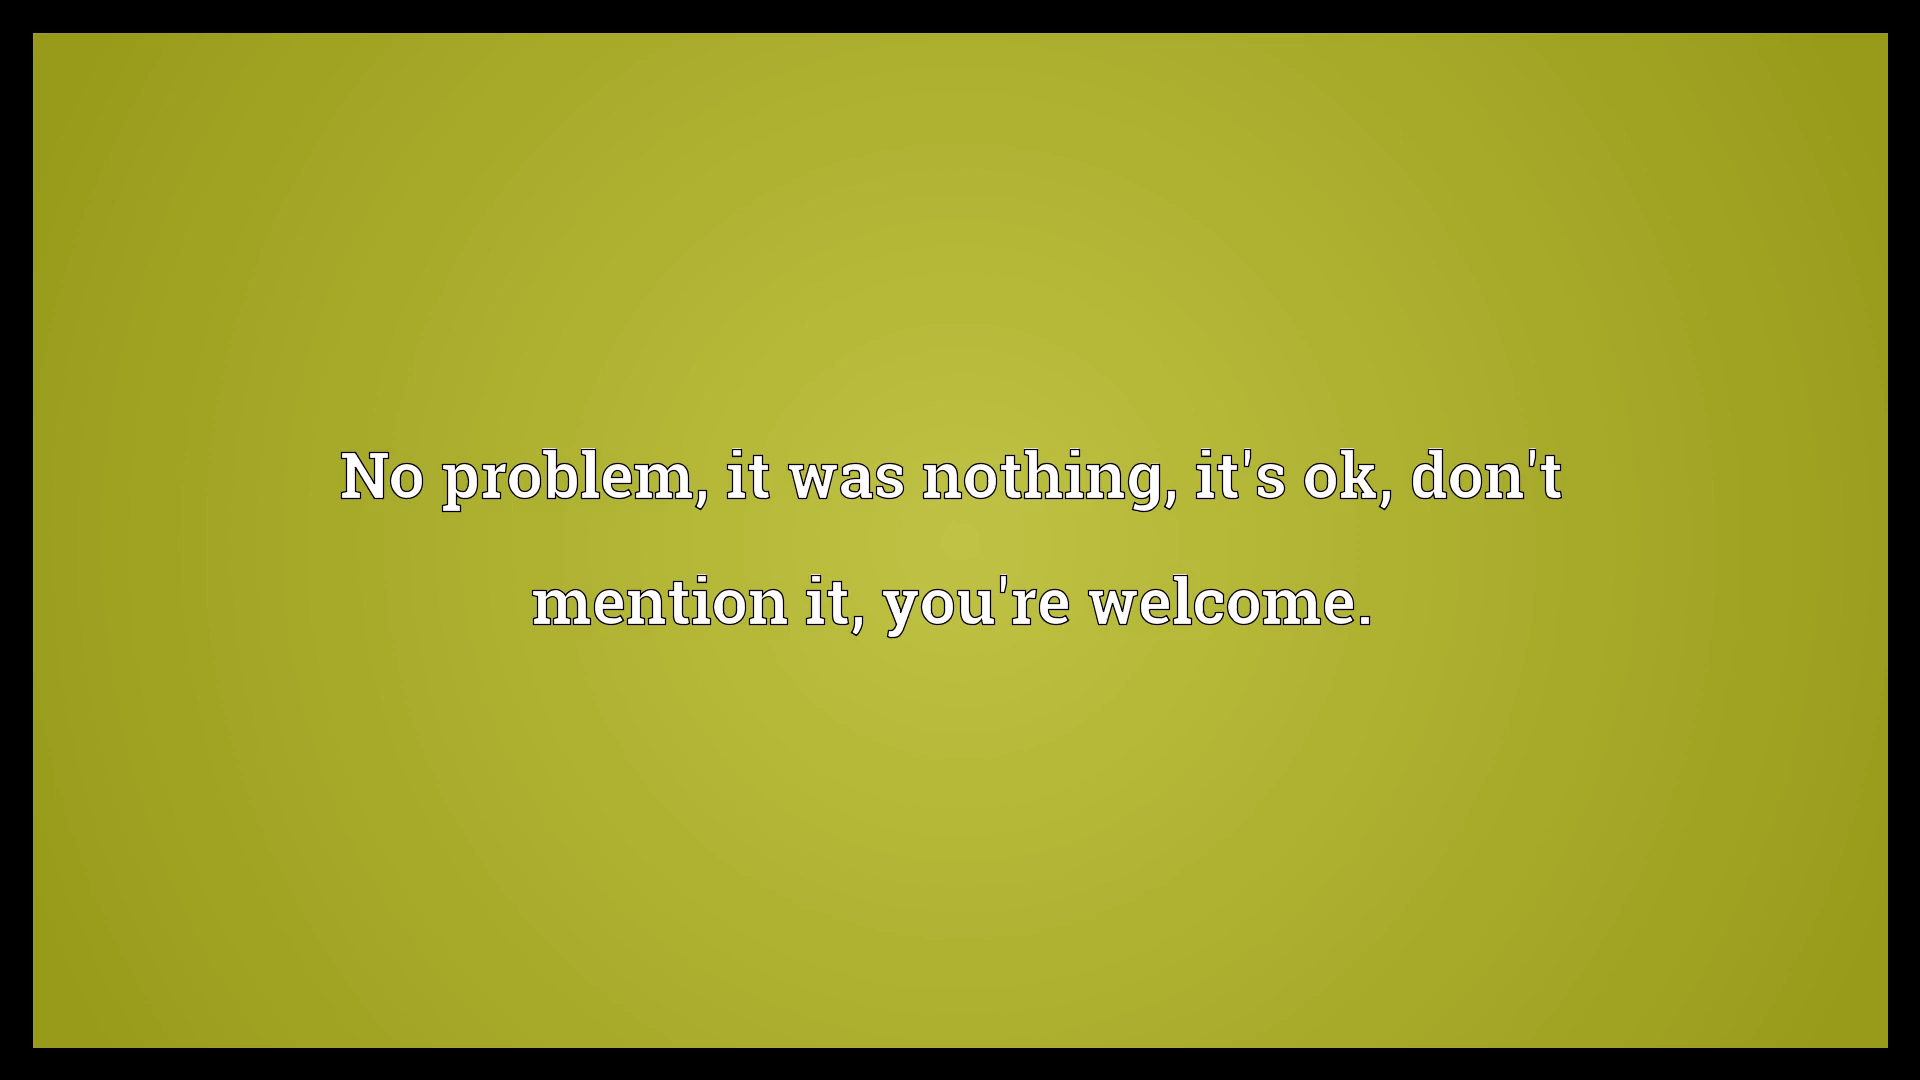 No problem, it was nothing, it's ok, don't
mention it, you're welcome.